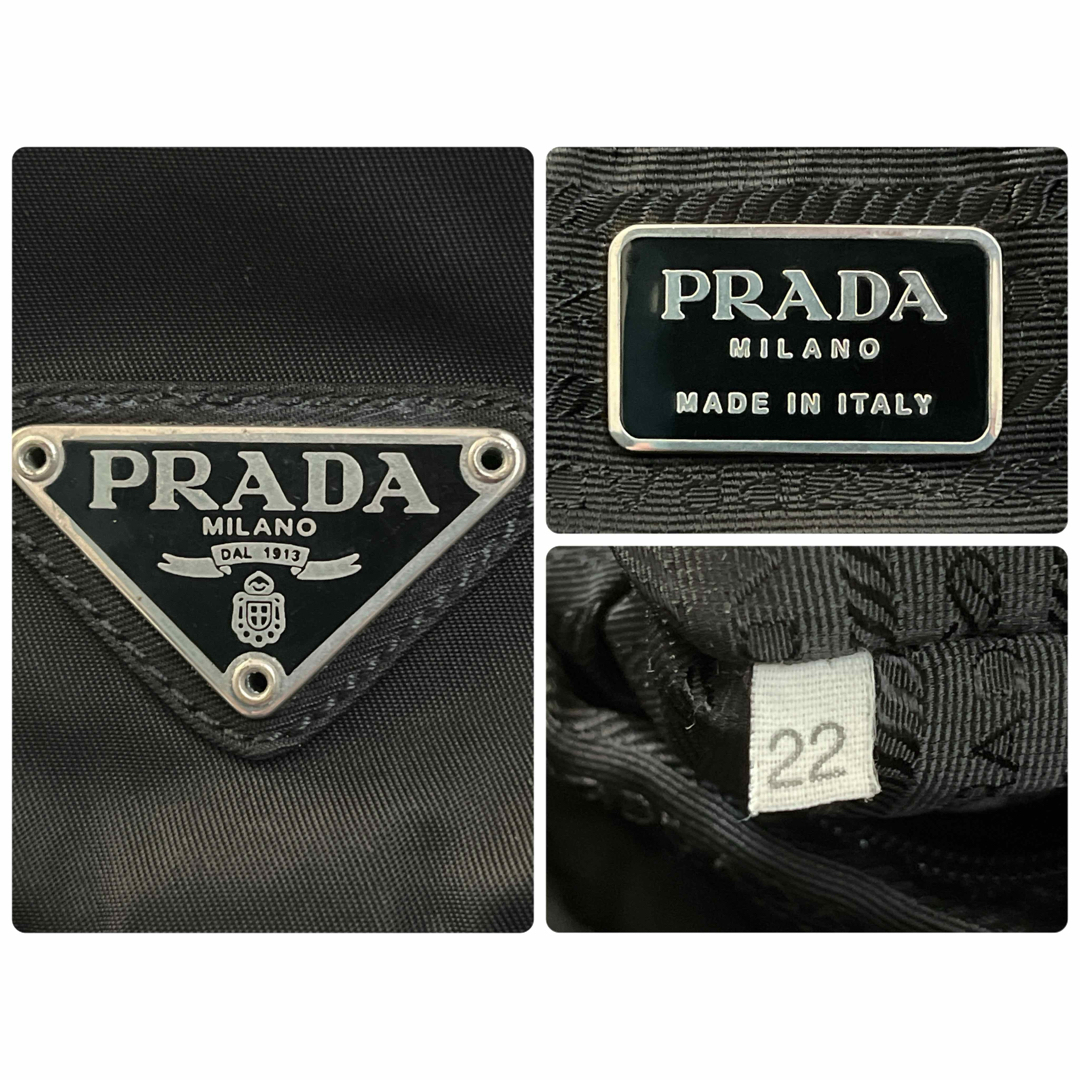 PRADA
MILANO
DAL 1913
PRADA
MILANO
MADE IN ITALY
22